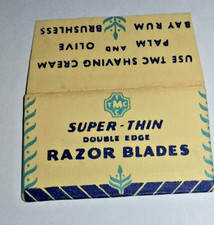 USE TMC SHAVING CREAM
PALM AND OLIVE
BAY RUM BRUSHLESS
TMC
SUPER-THIN
DOUBLE EDGE
RAZOR BLADES